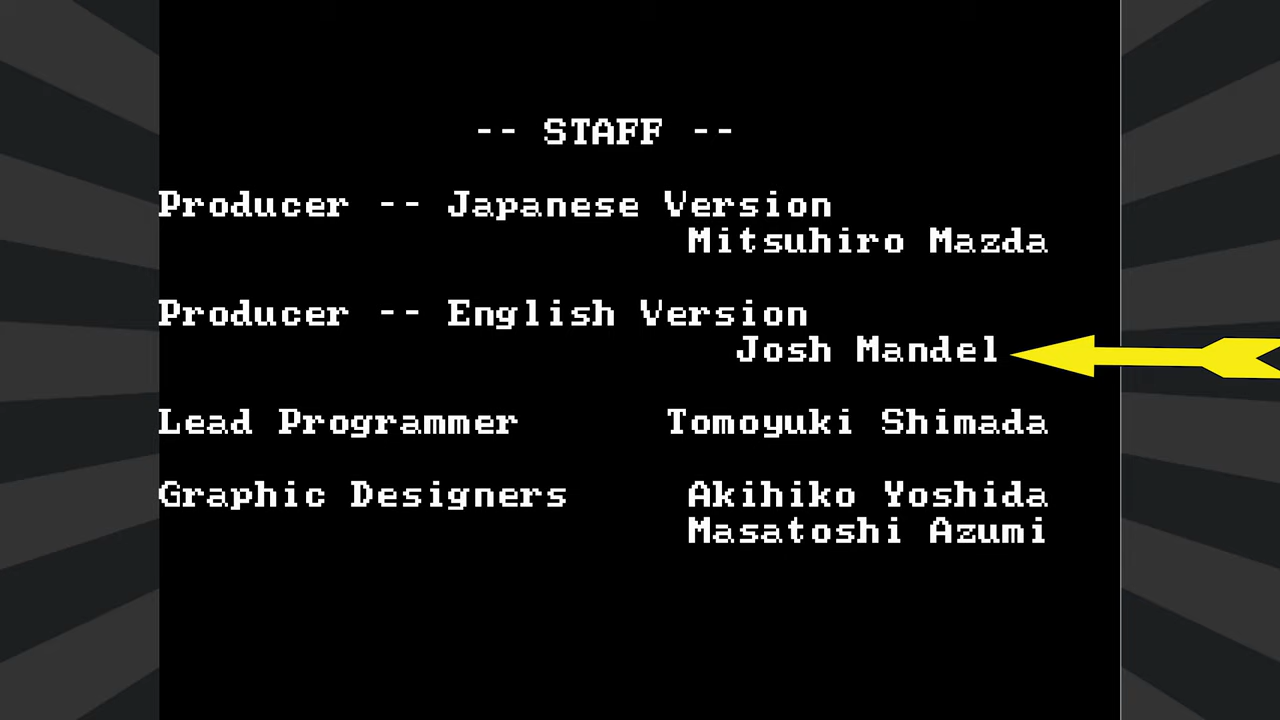 -- STAFF --
Producer -- Japanese Version
Mitsuhiro Mazda
Producer -- English Version
Josh Mandel
Lead Programmer Tomoyuki Shimada
Graphic Designers Akihiko Yoshida
Masatoshi Azumi